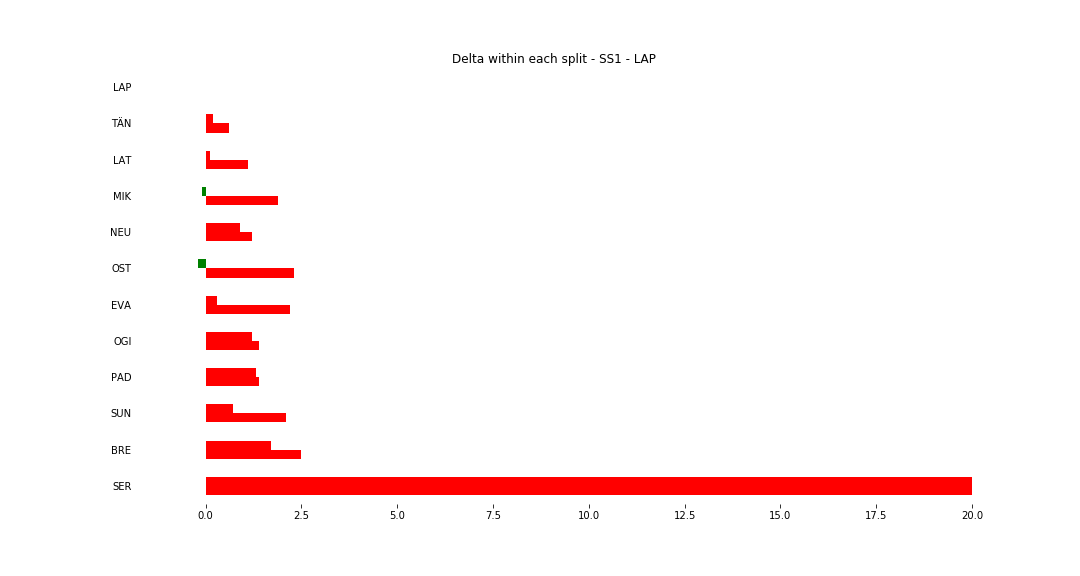 Delta within each split - SS1 - LAP
LAP
TÄN
LAT
MIK
NEU
OST
EVA
OGI
PAD
SUN
BRE
SER
0.0 2.5 5.0 7.5 10.0 12.5 15.0 17.5 20.0